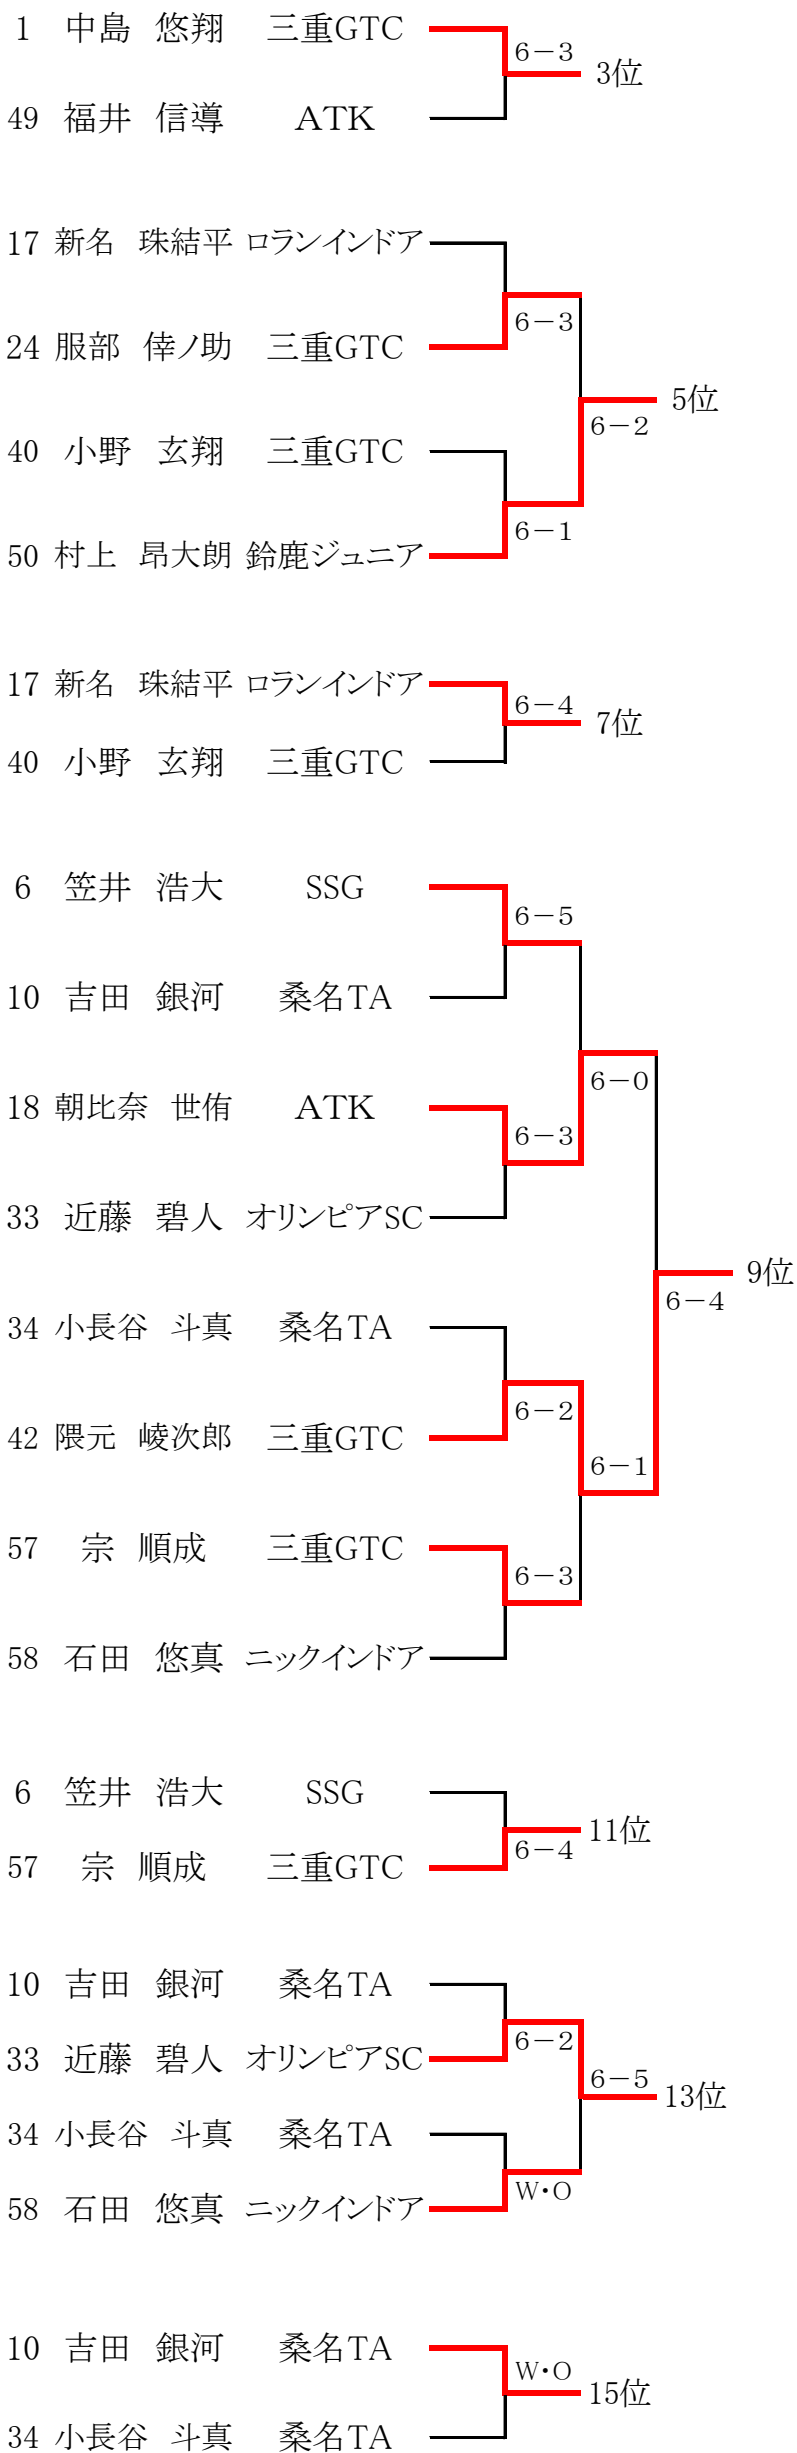 1 中島 悠翔 三重GTC
6－3
3位
49 福井 信導 ATK
17 新名 珠結平 ロランインドア
6－3
24 服部 倖ノ助 三重GTC
5位
6－2
40 小野 玄翔 三重GTC
6－1
50 村上 昂大朗 鈴鹿ジュニア
17 新名 珠結平 ロランインドア
6－4
7位
40 小野 玄翔 三重GTC
6 笠井 浩大 SSG
6－5
10 吉田 銀河 桑名TA
6－0
18 朝比奈 世侑 ATK
6－3
33 近藤 碧人 オリンピアSC
9位
6－4
34 小長谷 斗真 桑名TA
6－2
42 隈元 崚次郎 三重GTC
6－1
57 宗 順成 三重GTC
6－3
58 石田 悠真 ニックインドア
6 笠井 浩大 SSG
11位
6－4
57 宗 順成 三重GTC
10 吉田 銀河 桑名TA
6－2
33 近藤 碧人 オリンピアSC
6－5
13位
34 小長谷 斗真 桑名TA
W・O
58 石田 悠真 ニックインドア
10 吉田 銀河 桑名TA
W・O
15位
34 小長谷 斗真 桑名TA